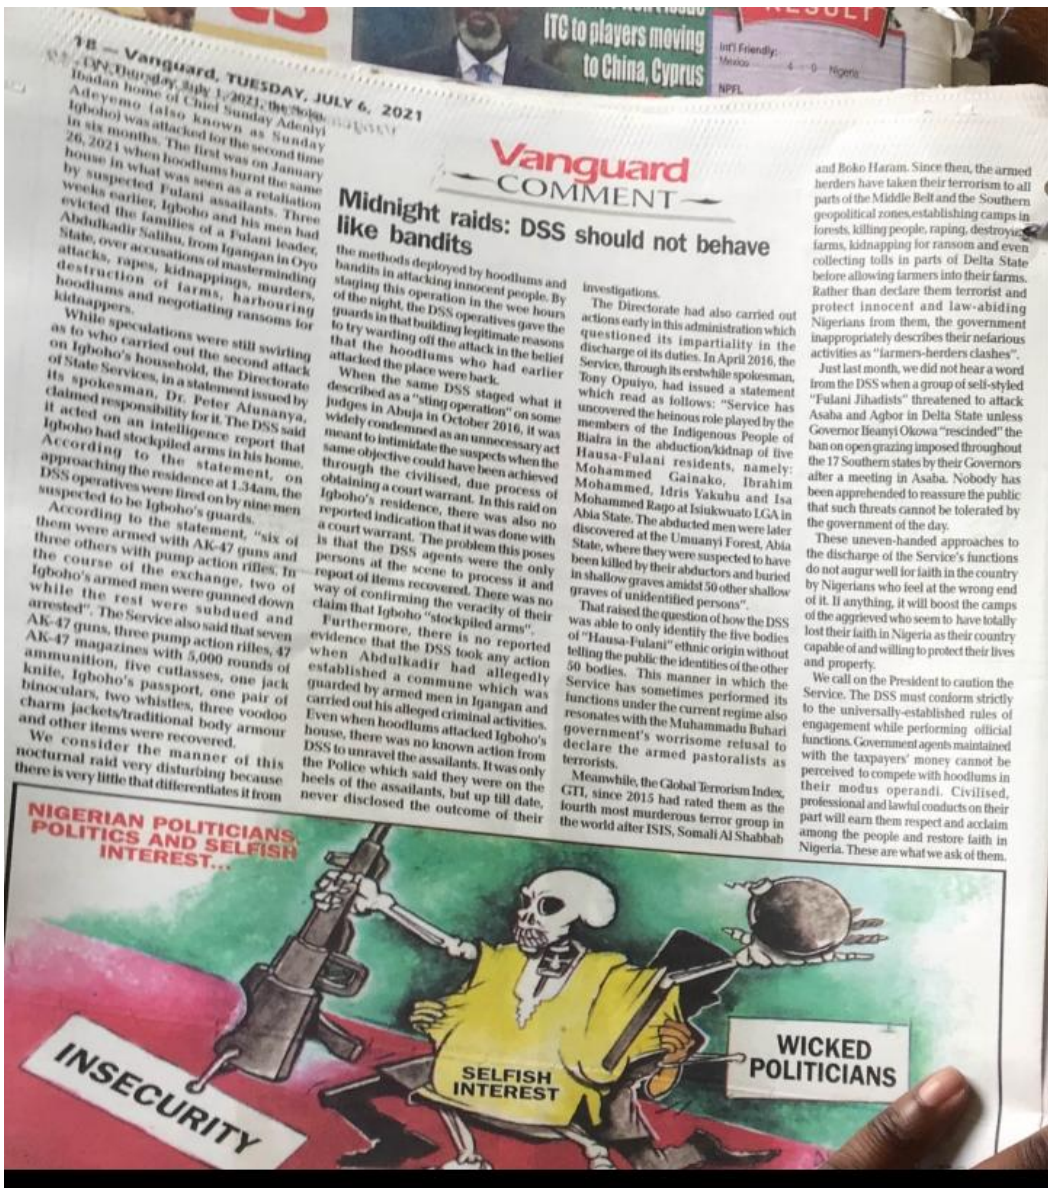 ITC to players moving
to China, Cyprus
RESULT
Int'l Friendly:
Mexico 4 0 Nigeria
NPFL
18 — Vanguard, TUESDAY, JULY 6, 2021
Vanguard
COMMENT
Midnight raids: DSS should not behave
like bandits
ON Thursday, July 1, 2021, the Soka,
Ibadan home of Chief Sunday Adeniyi
Adeyemo (also known as Sunday
Igboho) was attacked for the second time
in six months. The first was on January
26, 2021 when hoodlums burnt the same
house in what was seen as a retaliation
by suspected Fulani assailants. Three
weeks earlier, Igboho and his men had
evicted the families of a Fulani leader,
Abdulkadir Salihu, from Igangan in Oyo
State, over accusations of masterminding
attacks, rapes, kidnappings, murders,
destruction of farms, harbouring
hoodlums and negotiating ransoms for
kidnappers.
While speculations were still swirling
as to who carried out the second attack
on Igboho's household, the Directorate
of State Services, in a statement issued by
its spokesman, Dr. Peter Afunanya,
claimed responsibility for it. The DSS said
it acted on an intelligence report that
Igboho had stockpiled arms in his home.
According to the statement, on
approaching the residence at 1.34am, the
DSS operatives were fired on by nine men
suspected to be Igboho's guards.
According to the statement, "six of
them were armed with AK-47 guns and
three others with pump action rifles. In
the course of the exchange, two of
Igboho's armed men were gunned down
while the rest were subdued and
arrested". The Service also said that seven
AK-47 guns, three pump action rifles, 47
AK-47 magazines with 5,000 rounds of
ammunition, five cutlasses, one jack
knife, Igboho's passport, one pair of
binoculars, two whistles, three voodoo
charm jackets/traditional body armour
and other items were recovered.
We consider the manner of this
nocturnal raid very disturbing because
there is very little that differentiates it from
the methods deployed by hoodlums and
bandits in attacking innocent people. By
staging this operation in the wee hours
of the night, the DSS operatives gave the
guards in that building legitimate reasons
to try warding off the attack in the belief
that the hoodlums who had earlier
attacked the place were back.
When the same DSS staged what it
described as a "sting operation" on some
judges in Abuja in October 2016, it was
widely condemned as an unnecessary act
meant to intimidate the suspects when the
same objective could have been achieved
through the civilised, due process of
obtaining a court warrant. In this raid on
Igboho's residence, there was also no
reported indication that it was done with
a court warrant. The problem this poses
is that the DSS agents were the only
persons at the scene to process it and
report of items recovered. There was no
way of confirming the veracity of their
claim that Igboho "stockpiled arms".
Furthermore, there is no reported
evidence that the DSS took any action
when Abdulkadir had allegedly
established a commune which was
guarded by armed men in Igangan and
carried out his alleged criminal activities.
Even when hoodlums attacked Igboho's
house, there was no known action from
DSS to unravel the assailants. It was only
the Police which said they were on the
heels of the assailants, but up till date,
never disclosed the outcome of their
investigations.
The Directorate had also carried out
actions early in this administration which
questioned its impartiality in the
discharge of its duties. In April 2016, the
Service, through its erstwhile spokesman,
Tony Opuiyo, had issued a statement
which read as follows: "Service has
uncovered the heinous role played by the
members of the Indigenous People of
Biafra in the abduction/kidnap of five
Hausa-Fulani residents, namely:
Mohammed Gainako, Ibrahim
Mohammed, Idris Yakubu and Isa
Mohammed Rago at Isiukwuato LGA in
Abia State. The abducted men were later
discovered at the Umuanyi Forest, Abia
State, where they were suspected to have
been killed by their abductors and buried
in shallow graves amidst 50 other shallow
graves of unidentified persons".
That raised the question of how the DSS
was able to only identify the five bodies
of "Hausa-Fulani" ethnic origin without
telling the public the identities of the other
50 bodies. This manner in which the
Service has sometimes performed its
functions under the current regime also
resonates with the Muhammadu Buhari
government's worrisome refusal to
declare the armed pastoralists as
terrorists.
Meanwhile, the Global Terrorism Index,
GTI, since 2015 had rated them as the
fourth most murderous terror group in
the world after ISIS, Somali Al Shabbab
and Boko Haram. Since then, the armed
herders have taken their terrorism to all
parts of the Middle Belt and the Southern
geopolitical zones, establishing camps in
forests, killing people, raping, destroying
farms, kidnapping for ransom and even
collecting tolls in parts of Delta State
before allowing farmers into their farms.
Rather than declare them terrorist and
protect innocent and law-abiding
Nigerians from them, the government
inappropriately describes their nefarious
activities as "farmers-herders clashes".
Just last month, we did not hear a word
from the DSS when a group of self-styled
"Fulani Jihadists" threatened to attack
Asaba and Agbor in Delta State unless
Governor Ifeanyi Okowa "rescinded" the
ban on open grazing imposed throughout
the 17 Southern states by their Governors
after a meeting in Asaba. Nobody has
been apprehended to reassure the public
that such threats cannot be tolerated by
the government of the day.
These uneven-handed approaches to
the discharge of the Service's functions
do not augur well for faith in the country
by Nigerians who feel at the wrong end
of it. If anything, it will boost the camps
of the aggrieved who seem to have totally
lost their faith in Nigeria as their country
capable of and willing to protect their lives
and property.
We call on the President to caution the
Service. The DSS must conform strictly
to the universally-established rules of
engagement while performing official
functions. Government agents maintained
with the taxpayers' money cannot be
perceived to compete with hoodlums in
their modus operandi. Civilised,
professional and lawful conducts on their
part will earn them respect and acclaim
among the people and restore faith in
Nigeria. These are what we ask of them.
NIGERIAN POLITICIANS,
POLITICS AND SELFISH
INTEREST...
INSECURITY
SELFISH
INTEREST
WICKED
POLITICIANS